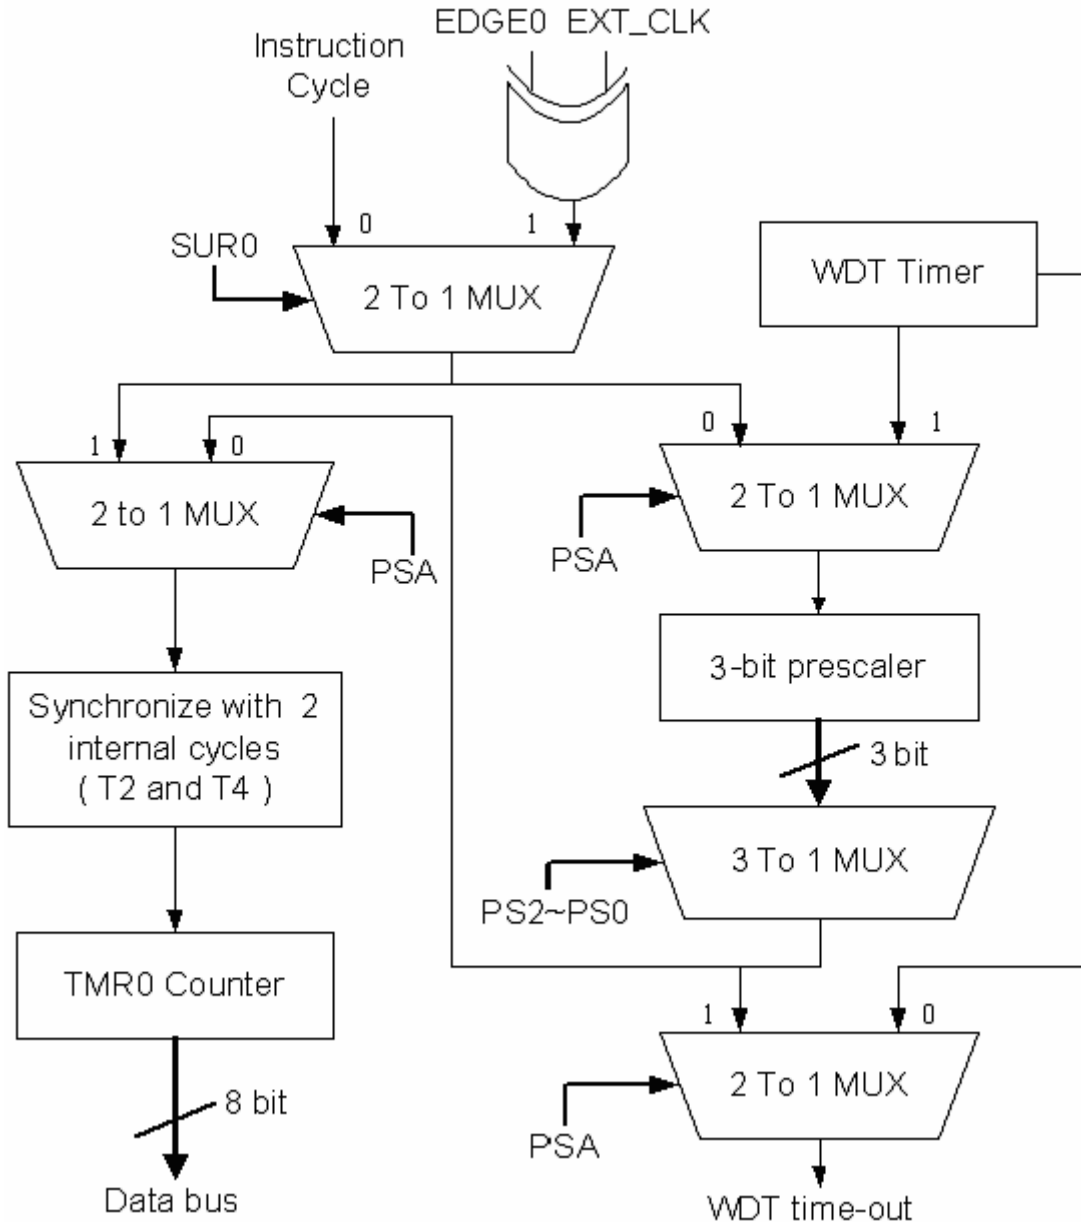 EDGE0 EXT_CLK
Instruction
Cycle
0
1
SUR0
2 To 1 MUX
WDT Timer
1
0
0
1
2 to 1 MUX
2 To 1 MUX
PSA
PSA
3-bit prescaler
Synchronize with 2
internal cycles
( T2 and T4 )
3 bit
3 To 1 MUX
PS2~PS0
TMR0 Counter
1
0
2 To 1 MUX
8 bit
PSA
Data bus
WDT time-out